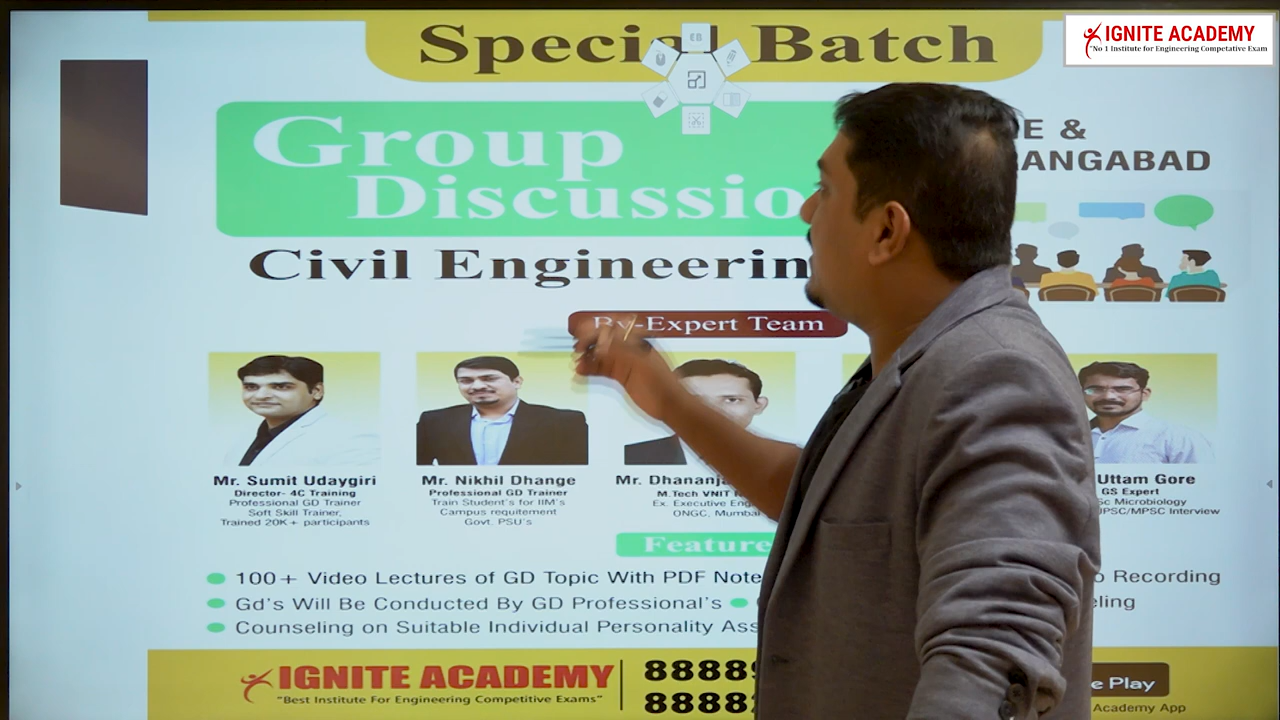 IGNITE ACADEMY
"No 1 Institute for Engineering Competative Exam
Special Batch
Group
Discussio
E &
ANGABAD
Civil Engineerin
By-Expert Team
Mr. Sumit Udaygiri
Director- 4C Training
Professional GD Trainer
Soft Skill Trainer,
Trained 20K+ participants
Mr. Nikhil Dhange
Professional GD Trainer
Train Student's for IIM's
Campus requitement
Govt. PSU's
Mr. Dhananja
M.Tech VNIT
Ex. Executive Eng
ONGC, Mumbai
Uttam Gore
GS Expert
Sc Microbiology
IPSC/MPSC Interview
Feature
100+ Video Lectures of GD Topic With PDF Note
Recording
Gd's Will Be Conducted By GD Professional's
eling
Counseling on Suitable Individual Personality Ass
IGNITE ACADEMY
"Best Institute For Engineering Competitive Exams"
8888
8888
e Play
Academy App